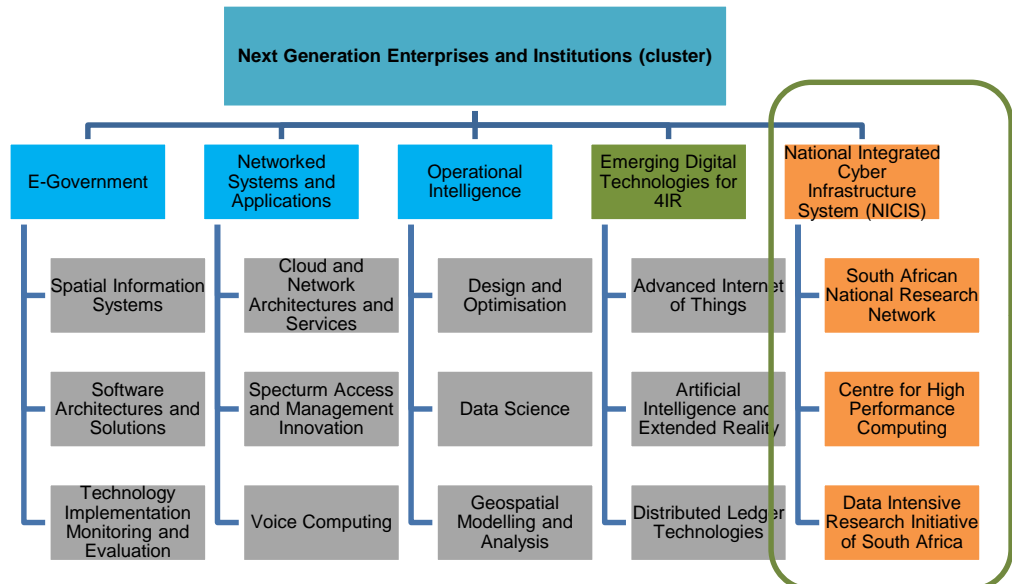 Next Generation Enterprises and Institutions (cluster)
E-Government
Networked
Systems and
Applications
Operational
Intelligence
Emerging Digital
Technologies for
4IR
National Integrated
Cyber
Infrastructure
System (NICIS)
Spatial Information
Systems
Cloud and
Network
Architectures and
Services
Design and
Optimisation
Advanced Internet
of Things
South African
National Research
Network
Software
Architectures and
Solutions
Specturm Access
and Management
Innovation
Data Science
Artificial
Intelligence and
Extended Reality
Centre for High
Performance
Computing
Technology
Implementation
Monitoring and
Evaluation
Voice Computing
Geospatial
Modelling and
Analysis
Distributed Ledger
Technologies
Data Intensive
Research Initiative
of South Africa